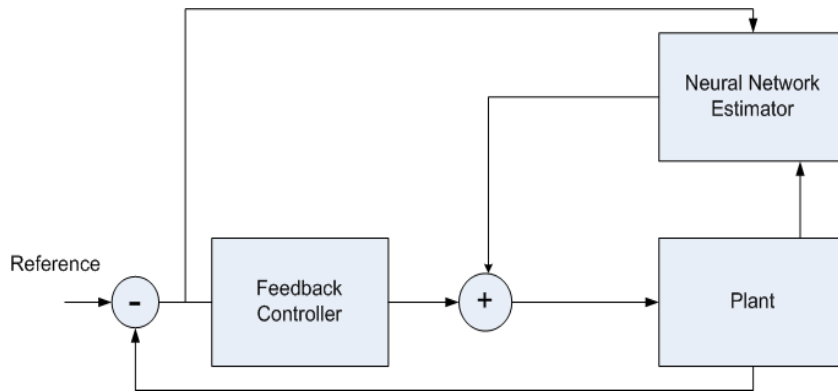 Neural Network
Estimator
Reference
-
Feedback
Controller
+
Plant